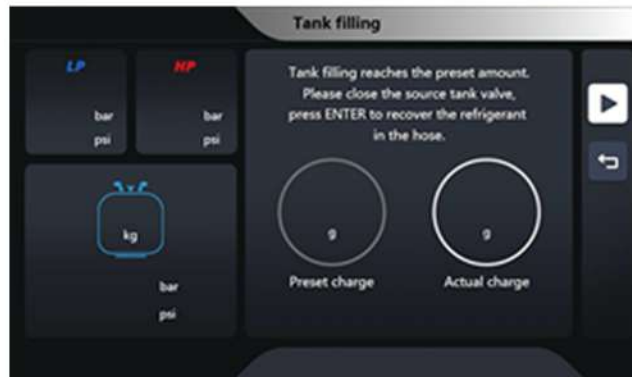 Tank filling
LP
HP
bar
psi
bar
psi
Tank filling reaches the preset amount.
Please close the source tank valve,
press ENTER to recover the refrigerant
in the hose.
kg
bar
psi
g
g
Preset charge
Actual charge